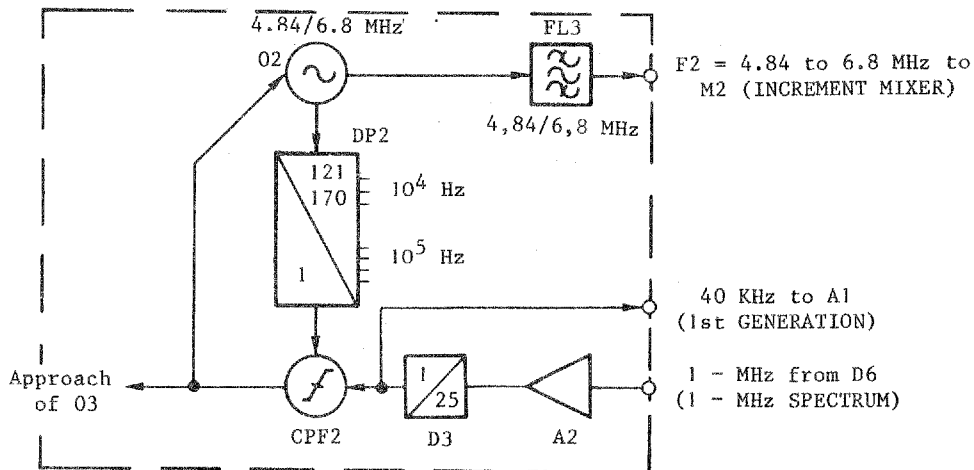 4.84/6.8 MHz
02
FL3
F2 = 4.84 to 6.8 MHz to
M2 (INCREMENT MIXER)
4,84/6,8 MHz
DP2
121
170
10⁴ Hz
10⁵ Hz
1
40 KHz to A1
(1st GENERATION)
Approach
of 03
1
25
1 - MHz from D6
(1 - MHz SPECTRUM)
CPF2
D3
A2